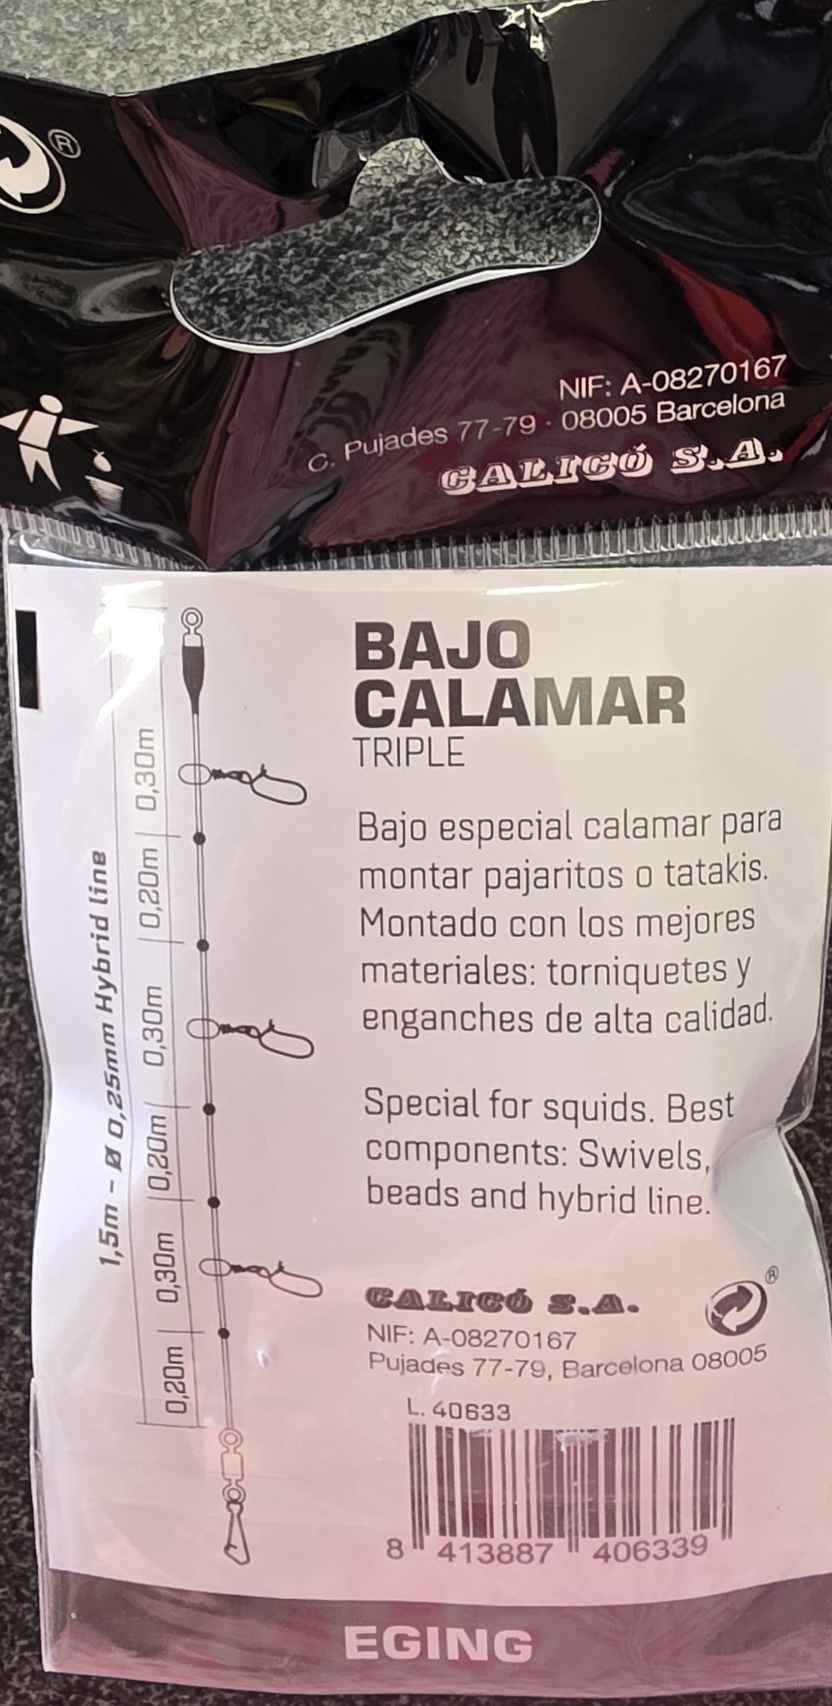 ®
NIF: A-08270167
C. Pujades 77-79 · 08005 Barcelona
CALICÓ S.A.
BAJO
CALAMAR
TRIPLE
Bajo especial calamar para
montar pajaritos o tatakis.
Montado con los mejores
materiales: torniquetes y
enganches de alta calidad.
Special for squids. Best
components: Swivels,
beads and hybrid line.
1,5m - Ø 0,25mm Hybrid line
0,30m
0,20m
0,30m
0,20m
0,30m
0,20m
CALICÓ S.A.
®
NIF: A-08270167
Pujades 77-79, Barcelona 08005
L. 40633
8 413887 406339
EGING